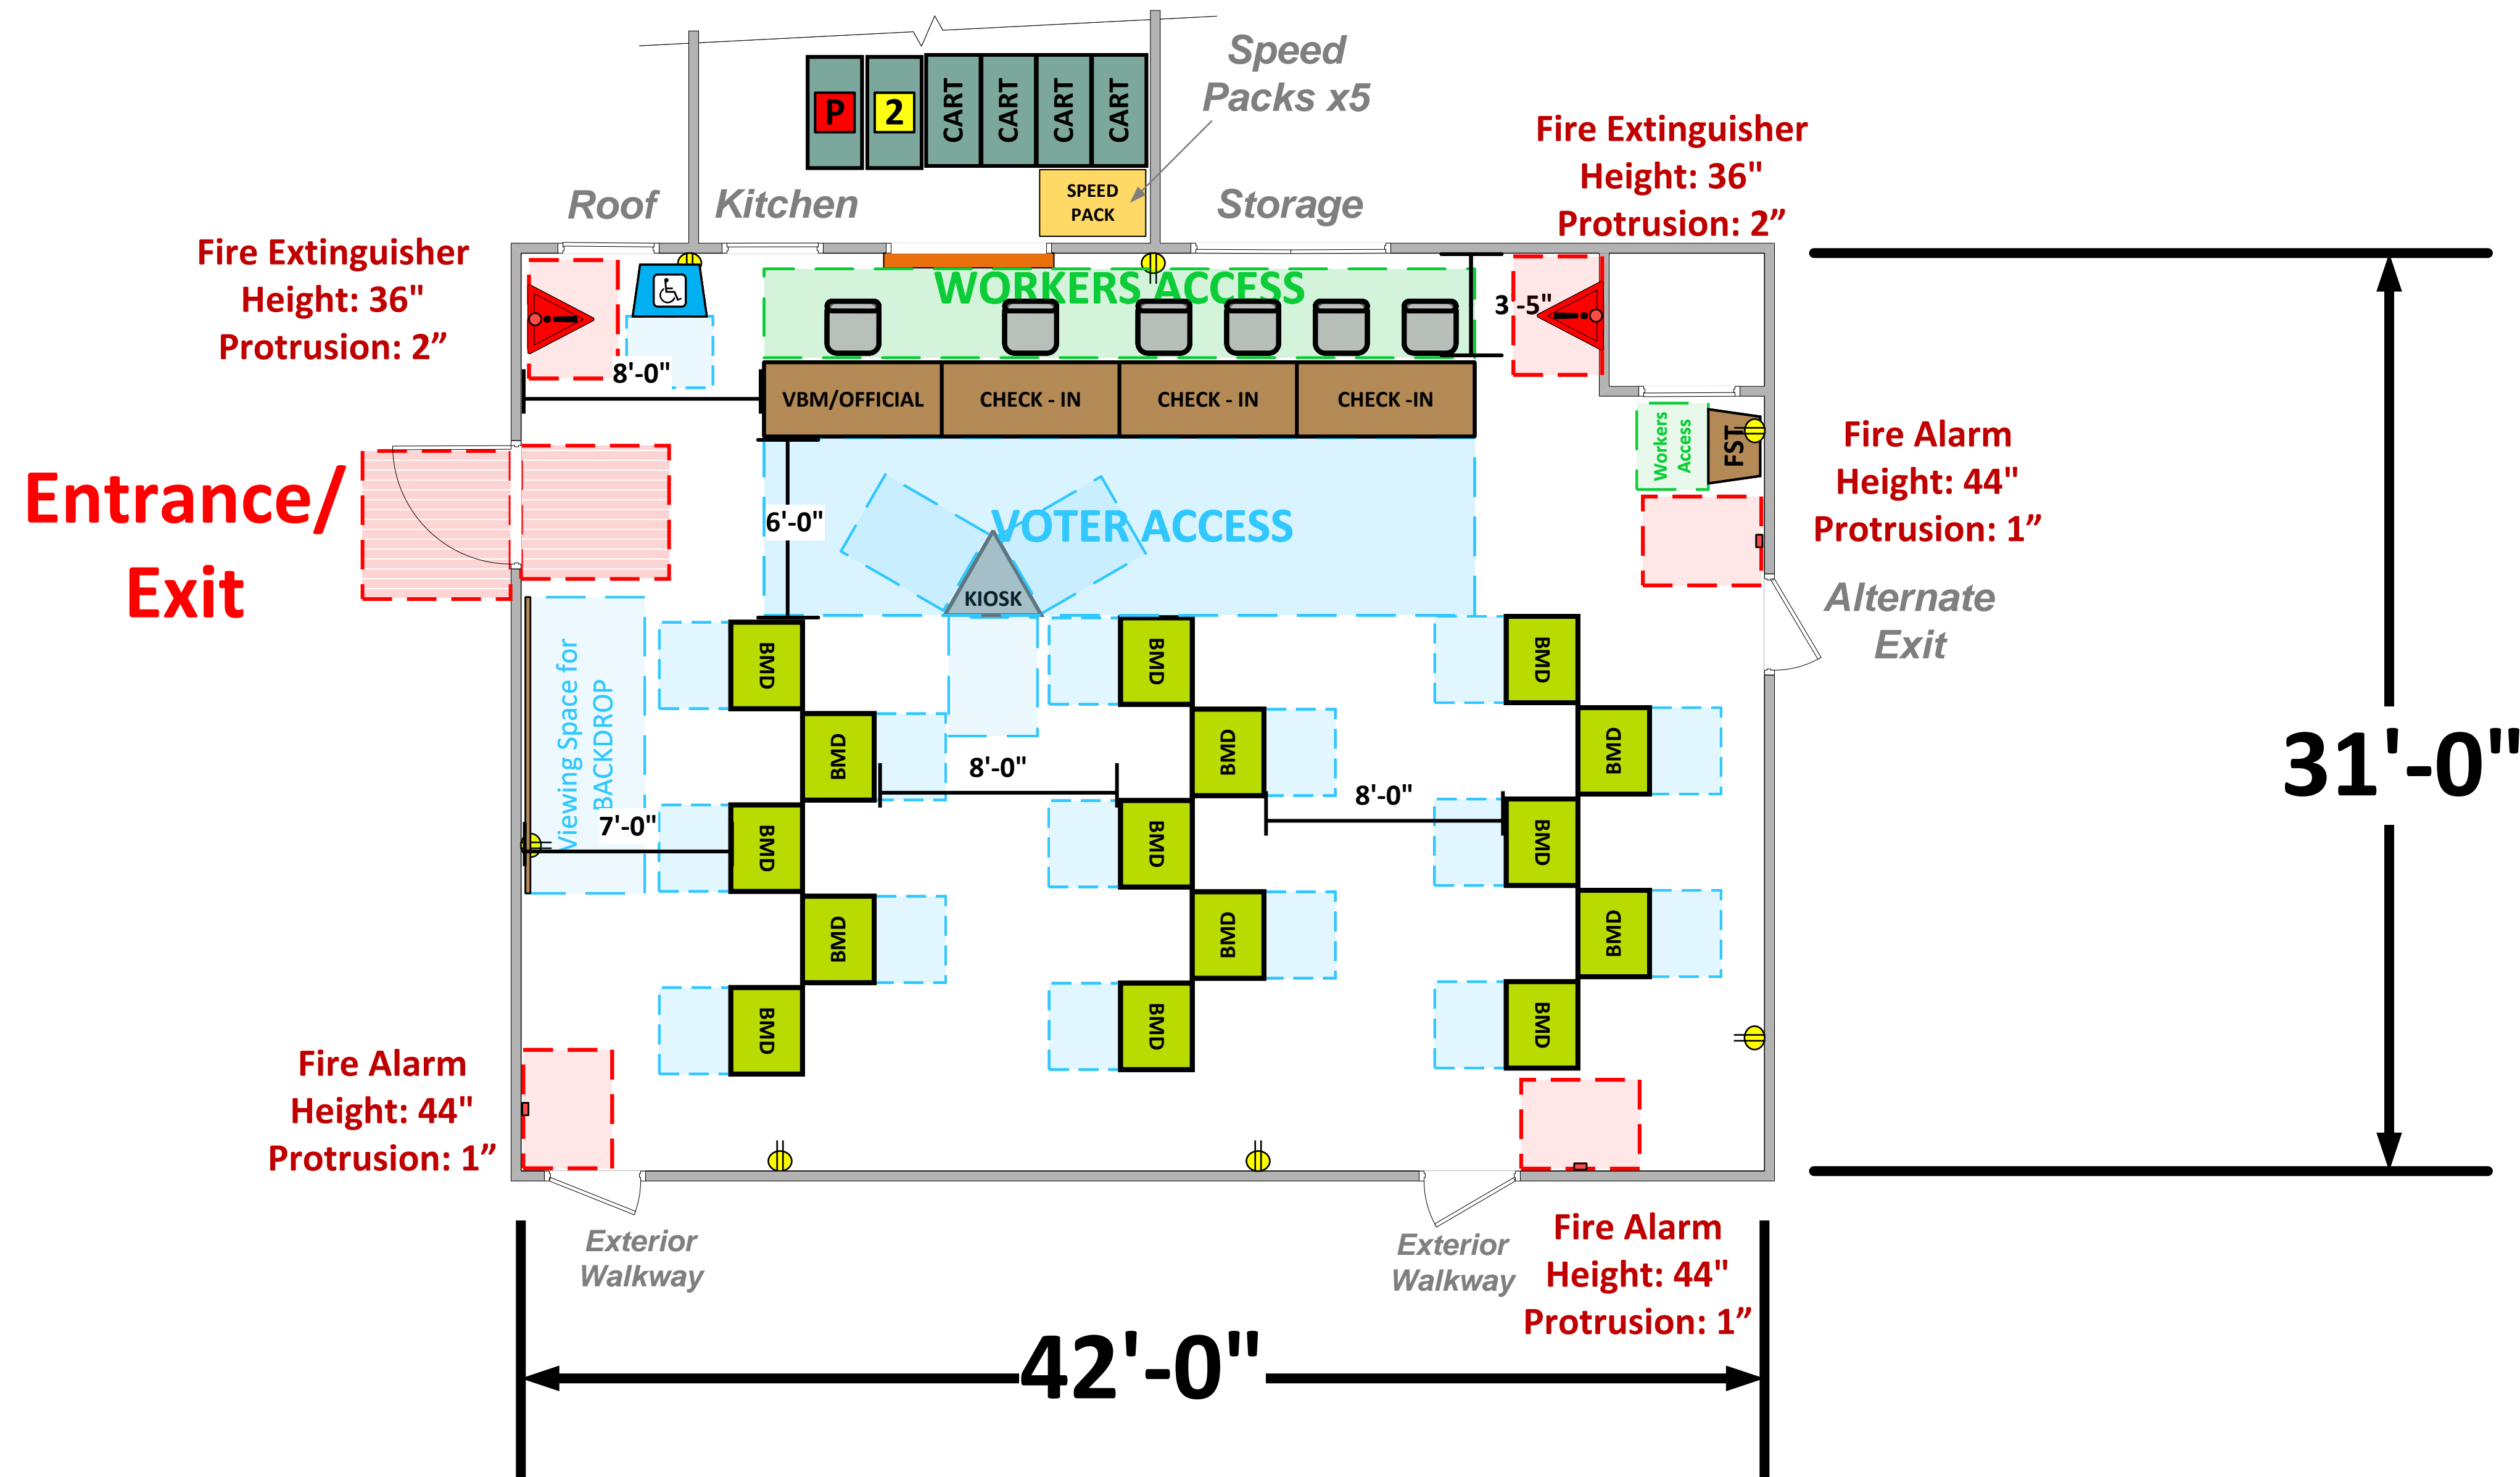 Speed
Packs x5
P
2
CART
CART
CART
CART
SPEED
PACK
Roof
Kitchen
Storage
Fire Extinguisher
Height: 36"
Protrusion: 2”
Fire Extinguisher
Height: 36"
Protrusion: 2”
WORKERS ACCESS
3 -5"
8'-0"
VBM/OFFICIAL
CHECK - IN
CHECK - IN
CHECK -IN
Workers
Access
FST
Fire Alarm
Height: 44"
Protrusion: 1”
Entrance/
Exit
6'-0"
VOTER ACCESS
KIOSK
Alternate
Exit
Viewing Space for
BACKDROP
BMD
BMD
BMD
BMD
BMD
BMD
8'-0"
8'-0"
7'-0"
BMD
BMD
BMD
BMD
BMD
BMD
BMD
BMD
BMD
31'-0"
Fire Alarm
Height: 44"
Protrusion: 1”
Exterior
Walkway
Exterior
Walkway
Fire Alarm
Height: 44"
Protrusion: 1”
42'-0"